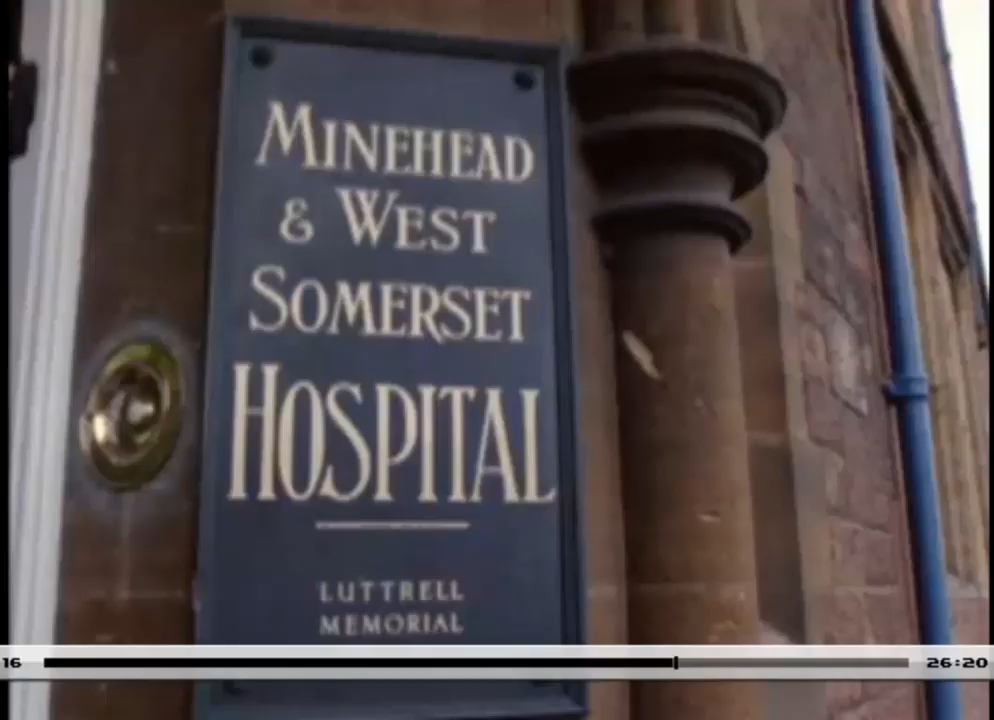 MINEHEAD
& WEST
SOMERSET
HOSPITAL
LUTTRELL
MEMORIAL
16
26:20